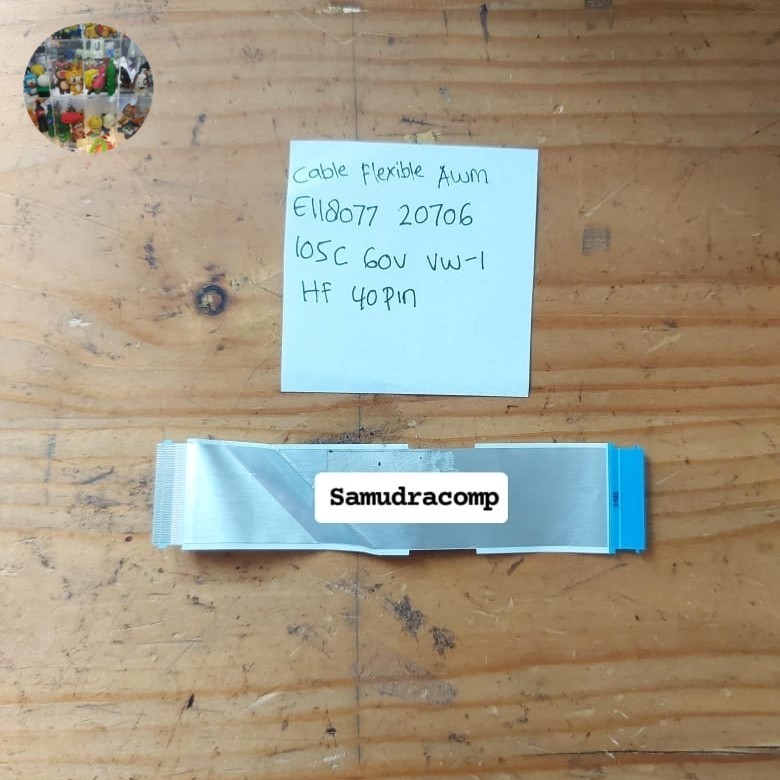 Cable Flexible Awm
E118077 20706
105C 60V VW-1
HF 40Pin
Samudracomp